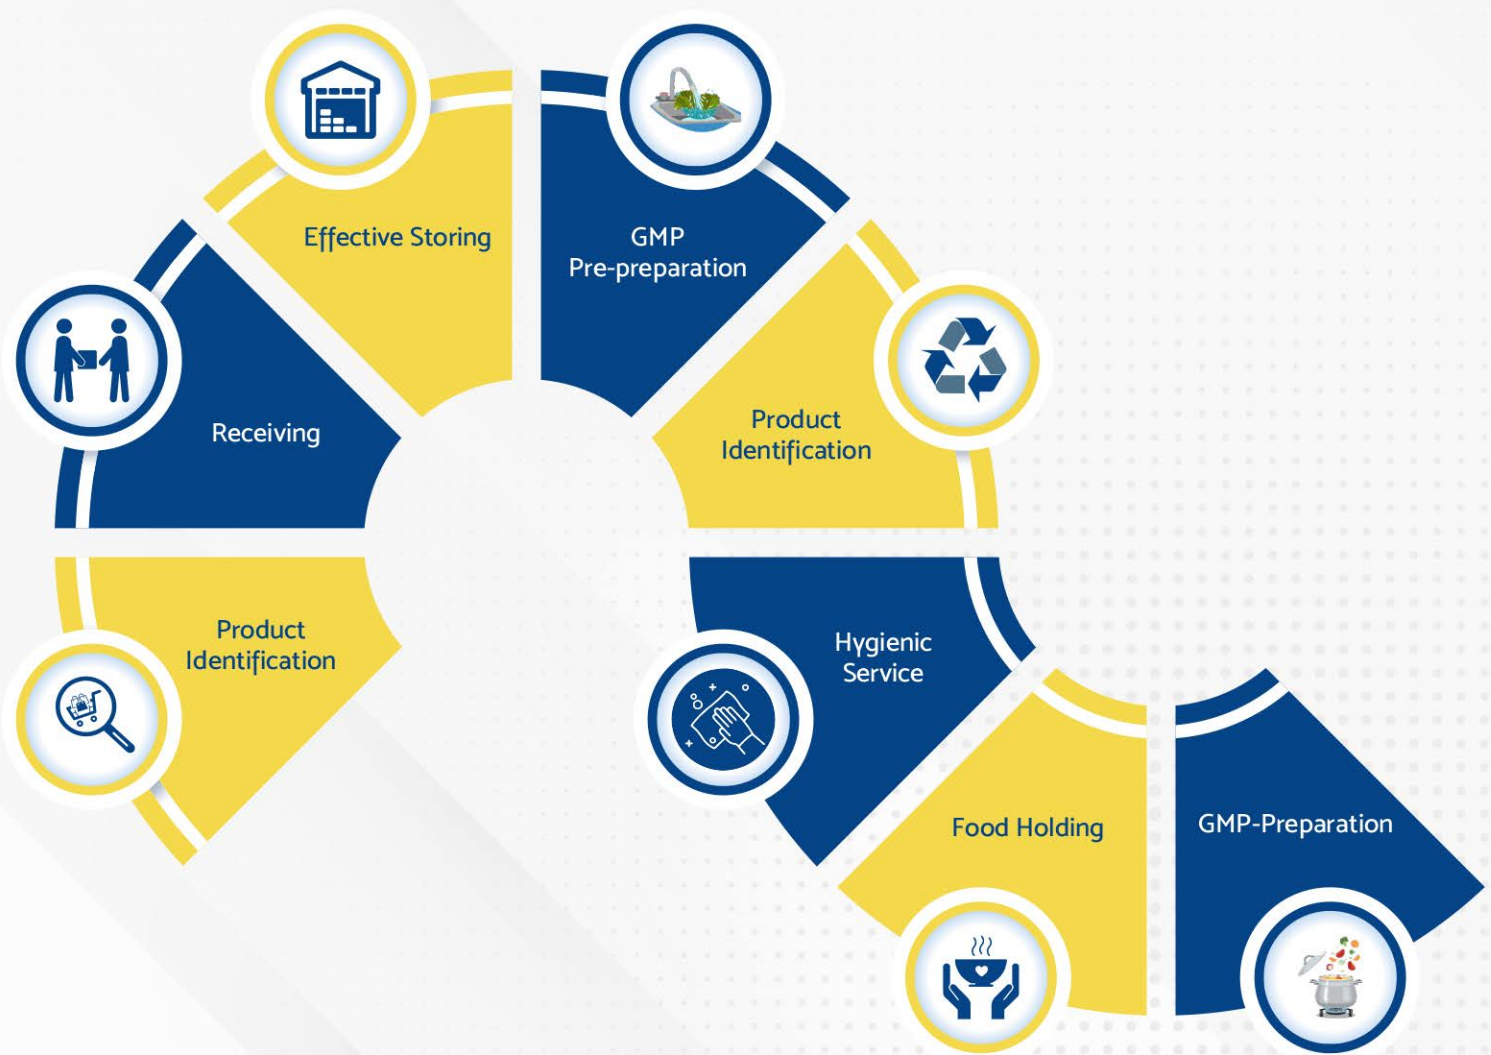 Product
Identification
Receiving
Effective Storing
GMP
Pre-preparation
Product
Identification
Hygienic
Service
Food Holding
GMP-Preparation